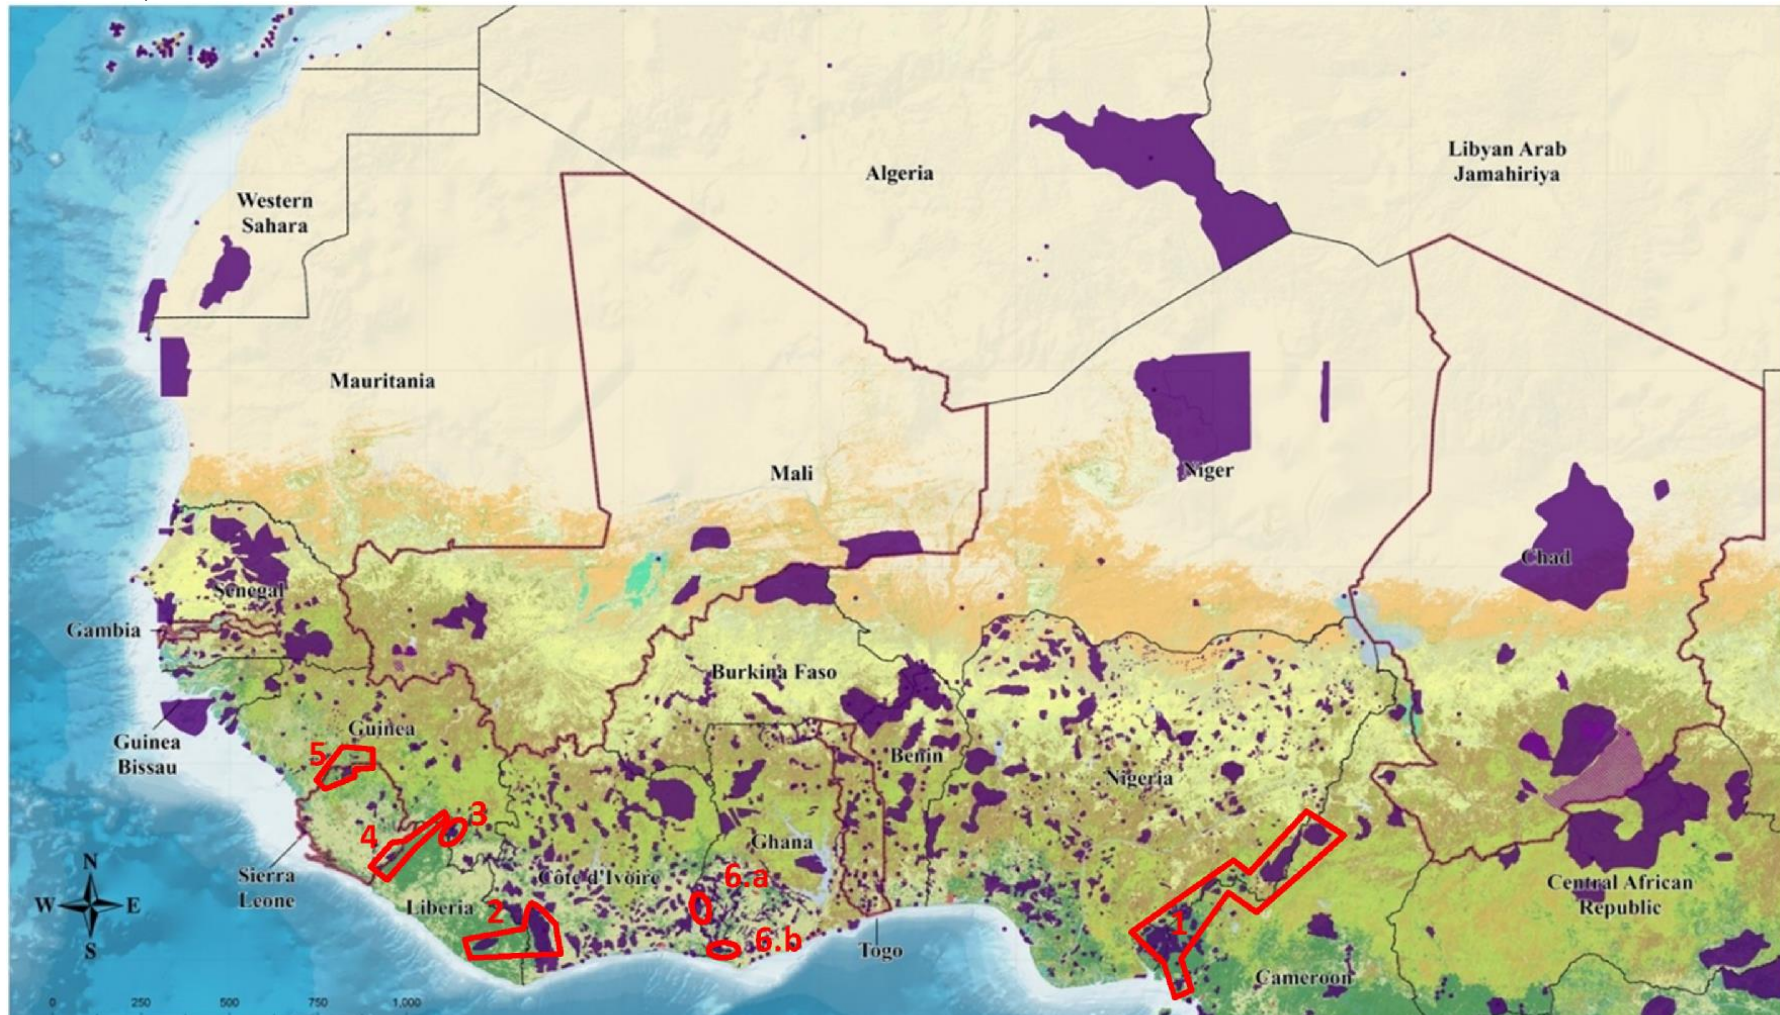 Algeria
Libyan Arab
Jamahiriya
Western
Sahara
Mauritania
Mali
Niger
Chad
Senegal
Gambia
Burkina Faso
Guinea
Guinea
Bissau
5
Benin
Nigeria
3
4
Ghana
Côte d'Ivoire
6.a
Sierra
Leone
N
W E
S
Liberia
2
1
Central African
Republic
6.b
Togo
Cameroon
0 250 500 750 1,000